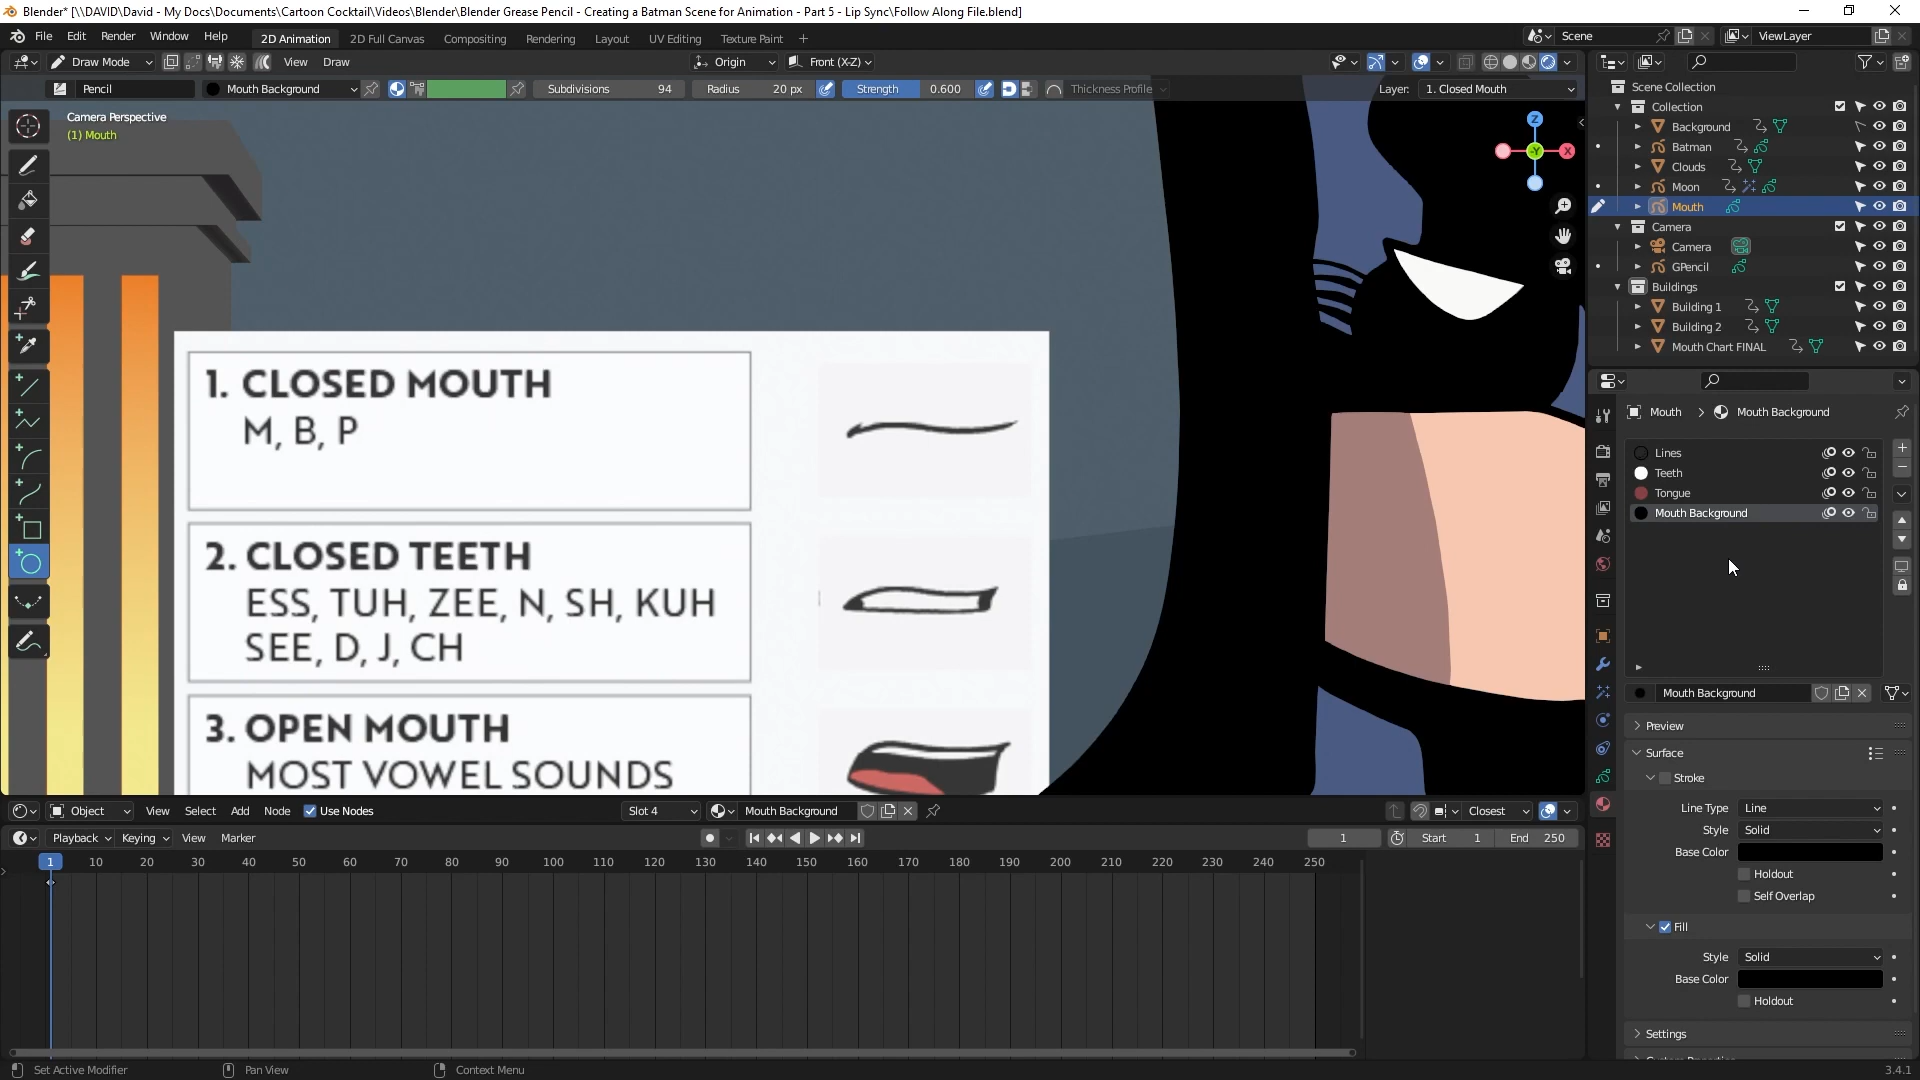 Blender* [\\DAVID\David - My Docs\Documents\Cartoon Cocktail\Videos\Blender\Blender Grease Pencil - Creating a Batman Scene for Animation - Part 5 - Lip Sync\Follow Along File.blend]
File Edit Render Window Help 2D Animation 2D Full Canvas Compositing Rendering Layout UV Editing Texture Paint + Scene ViewLayer
Draw Mode View Draw Origin Front (X-Z)
Pencil Mouth Background Subdivisions 94 Radius 20 px Strength 0.600 Thickness Profile Layer: 1. Closed Mouth
Camera Perspective
(1) Mouth
Z
-Y X
Scene Collection
Collection
Background
Batman
Clouds
Moon
Mouth
Camera
Camera
GPencil
Buildings
Building 1
Building 2
Mouth Chart FINAL
1. CLOSED MOUTH
M, B, P
2. CLOSED TEETH
ESS, TUH, ZEE, N, SH, KUH
SEE, D, J, CH
3. OPEN MOUTH
MOST VOWEL SOUNDS
Mouth > Mouth Background
Lines
Teeth
Tongue
Mouth Background
Mouth Background
Preview
Surface
Stroke
Line Type Line
Style Solid
Base Color
Holdout
Self Overlap
Fill
Style Solid
Base Color
Holdout
Settings
Object View Select Add Node Use Nodes Slot 4 Mouth Background Closest
Playback Keying View Marker 1 Start 1 End 250
1 10 20 30 40 50 60 70 80 90 100 110 120 130 140 150 160 170 180 190 200 210 220 230 240 250
Set Active Modifier Pan View Context Menu 3.4.1